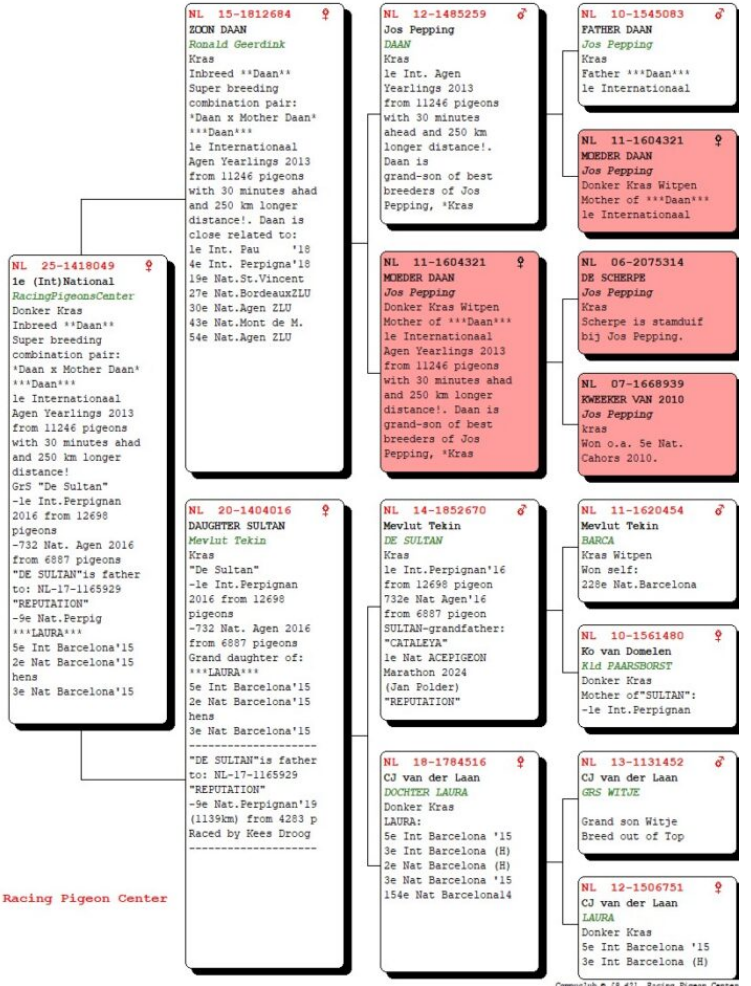 NL 25-1418049 ♀
1e (Int)National
RacingPigeonsCenter
Donker Kras
Inbreed **Daan**
Super breeding
combination pair:
*Daan x Mother Daan*
***Daan***
1e Internationaal
Agen Yearlings 2013
from 11246 pigeons
with 30 minutes ahad
and 250 km longer
distance!
GrS "De Sultan"
-1e Int.Perpignan
2016 from 12698
pigeons
-732 Nat. Agen 2016
from 6887 pigeons
"DE SULTAN"is father
to: NL-17-1165929
"REPUTATION"
-9e Nat.Perpig
***LAURA***
5e Int Barcelona'15
2e Nat Barcelona'15
hens
3e Nat Barcelona'15
NL 15-1812684 ♀
ZOON DAAN
Ronald Geerdink
Kras
Inbreed **Daan**
Super breeding
combination pair:
*Daan x Mother Daan*
***Daan***
1e Internationaal
Agen Yearlings 2013
from 11246 pigeons
with 30 minutes ahad
and 250 km longer
distance!. Daan is
close related to:
1e Int. Pau '18
4e Int. Perpigna'18
19e Nat.St.Vincent
27e Nat.BordeauxZLU
30e Nat.Agen ZLU
43e Nat.Mont de M.
54e Nat.Agen ZLU
NL 20-1404016 ♀
DAUGHTER SULTAN
Mevlut Tekin
Kras
"De Sultan"
-1e Int.Perpignan
2016 from 12698
pigeons
-732 Nat. Agen 2016
from 6887 pigeons
Grand daughter of:
***LAURA***
5e Int Barcelona'15
2e Nat Barcelona'15
hens
3e Nat Barcelona'15
--------------------
"DE SULTAN"is father
to: NL-17-1165929
"REPUTATION"
-9e Nat.Perpignan'19
(1139km) from 4283 p
Raced by Kees Droog
--------------------
NL 12-1485259 ♂
Jos Pepping
DAAN
Kras
1e Int. Agen
Yearlings 2013
from 11246 pigeons
with 30 minutes
ahead and 250 km
longer distance!.
Daan is
grand-son of best
breeders of Jos
Pepping, *Kras
NL 11-1604321 ♀
MOEDER DAAN
Jos Pepping
Donker Kras Witpen
Mother of ***Daan***
1e Internationaal
Agen Yearlings 2013
from 11246 pigeons
with 30 minutes ahad
and 250 km longer
distance!. Daan is
grand-son of best
breeders of Jos
Pepping, *Kras
NL 14-1852670 ♂
Mevlut Tekin
DE SULTAN
Kras
1e Int.Perpignan'16
from 12698 pigeon
732e Nat Agen'16
from 6887 pigeon
SULTAN-grandfather:
"CATALEYA"
1e Nat ACEPIGEON
Marathon 2024
(Jan Polder)
"REPUTATION"
NL 18-1784516 ♀
CJ van der Laan
DOCHTER LAURA
Donker Kras
LAURA:
5e Int Barcelona '15
3e Int Barcelona (H)
2e Nat Barcelona (H)
3e Nat Barcelona '15
154e Nat Barcelona14
NL 10-1545083 ♂
FATHER DAAN
Jos Pepping
Kras
Father ***Daan***
1e Internationaal
NL 11-1604321 ♀
MOEDER DAAN
Jos Pepping
Donker Kras Witpen
Mother of ***Daan***
1e Internationaal
NL 06-2075314
DE SCHERPE
Jos Pepping
Kras
Scherpe is stamduif
bij Jos Pepping.
NL 07-1668939
KWEEKER VAN 2010
Jos Pepping
kras
Won o.a. 5e Nat.
Cahors 2010.
NL 11-1620454 ♂
Mevlut Tekin
BARCA
Kras Witpen
Won self:
228e Nat.Barcelona
NL 10-1561480 ♀
Ko van Domelen
Kld PAARSBORST
Donker Kras
Mother of"SULTAN":
-1e Int.Perpignan
NL 13-1131452 ♂
CJ van der Laan
GRS WITJE
Grand son Witje
Breed out of Top
NL 12-1506751 ♀
CJ van der Laan
LAURA
Donker Kras
5e Int Barcelona '15
3e Int Barcelona (H)
Racing Pigeon Center
Racing Pigeon Center